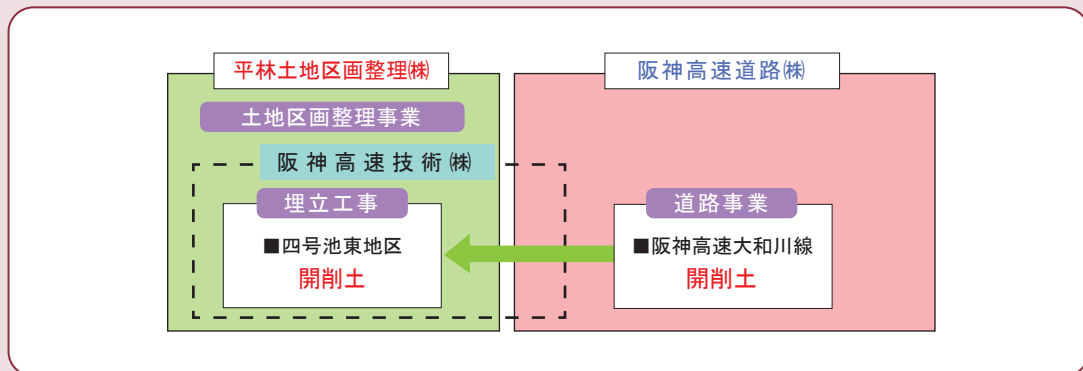 平林土地区画整理㈱
阪神高速道路㈱
土地区画整理事業
阪神高速技術㈱
埋立工事
道路事業
■四号池東地区
開削土
■阪神高速大和川線
開削土